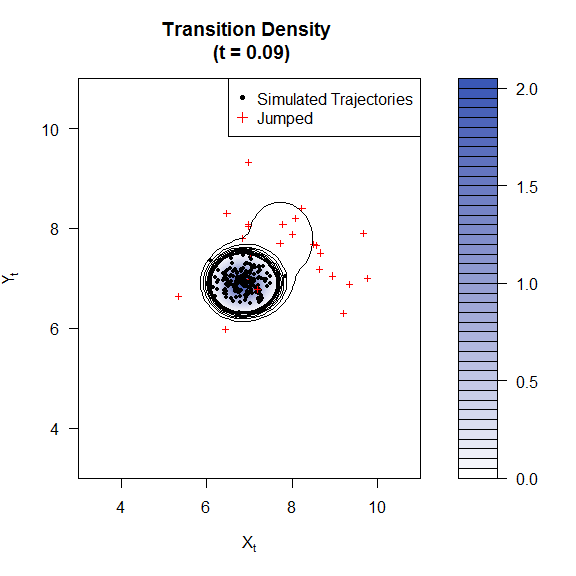 Transition Density
(t = 0.09)
Simulated Trajectories
Jumped
10
8
6
4
Yt
4
6
8
10
Xt
2.0
1.5
1.0
0.5
0.0